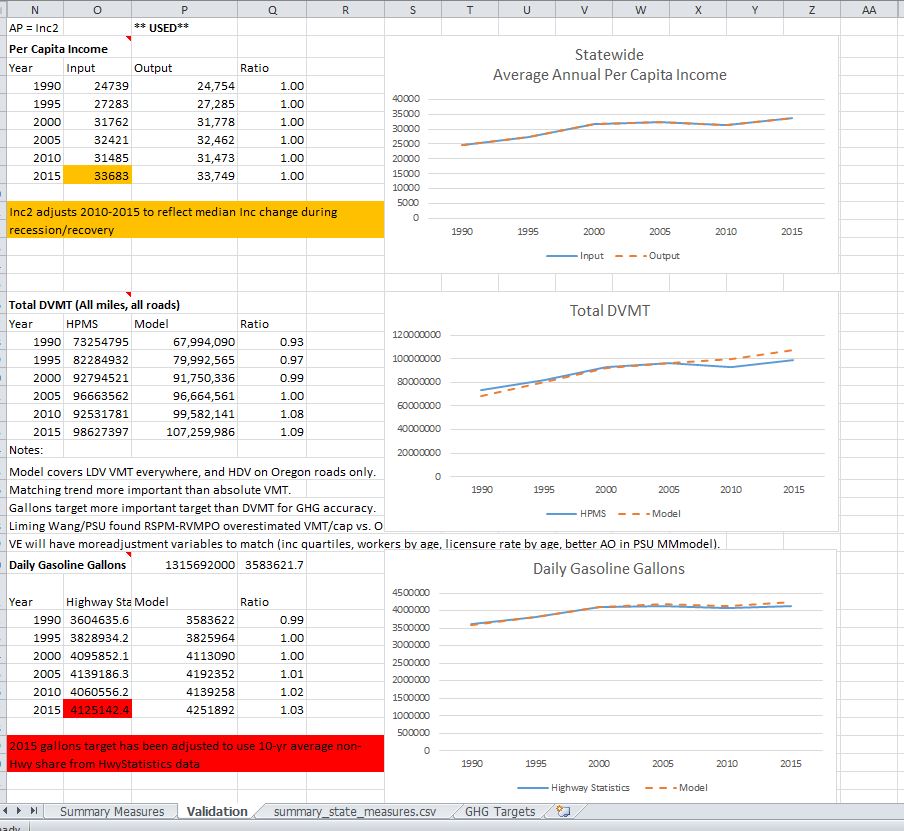 N O P Q R S T U V W X Y Z AA
AP = Inc2 ** USED**
Per Capita Income
Year Input Output Ratio
1990 24739 24,754 1.00
1995 27283 27,285 1.00
2000 31762 31,778 1.00
2005 32421 32,462 1.00
2010 31485 31,473 1.00
2015 33683 33,749 1.00
Inc2 adjusts 2010-2015 to reflect median Inc change during
recession/recovery
Statewide
Average Annual Per Capita Income
40000
35000
30000
25000
20000
15000
10000
5000
0
1990 1995 2000 2005 2010 2015
Input Output
Total DVMT (All miles, all roads)
Year HPMS Model Ratio
1990 73254795 67,994,090 0.93
1995 82284932 79,992,565 0.97
2000 92794521 91,750,336 0.99
2005 96663562 96,664,561 1.00
2010 92531781 99,582,141 1.08
2015 98627397 107,259,986 1.09
Notes:
Model covers LDV VMT everywhere, and HDV on Oregon roads only.
Matching trend more important than absolute VMT.
Gallons target more important target than DVMT for GHG accuracy.
Liming Wang/PSU found RSPM-RVMPO overestimated VMT/cap vs. O
VE will have moreadjustment variables to match (inc quartiles, workers by age, licensure rate by age, better AO in PSU MMmodel).
Total DVMT
120000000
100000000
80000000
60000000
40000000
20000000
0
1990 1995 2000 2005 2010 2015
HPMS Model
Daily Gasoline Gallons 1315692000 3583621.7
Year Highway Sta Model Ratio
1990 3604635.6 3583622 0.99
1995 3828934.2 3825964 1.00
2000 4095852.1 4113090 1.00
2005 4139186.3 4192352 1.01
2010 4060556.2 4139258 1.02
2015 4125142.4 4251892 1.03
2015 gallons target has been adjusted to use 10-yr average non-
Hwy share from HwyStatistics data
Daily Gasoline Gallons
4500000
4000000
3500000
3000000
2500000
2000000
1500000
1000000
500000
0
1990 1995 2000 2005 2010 2015
Highway Statistics Model
Summary Measures Validation summary_state_measures.csv GHG Targets